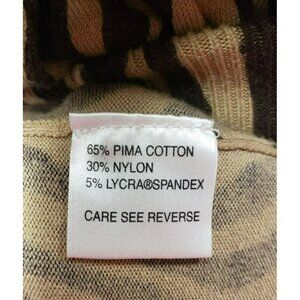 65% PIMA COTTON
30% NYLON
5% LYCRA®SPANDEX
CARE SEE REVERSE